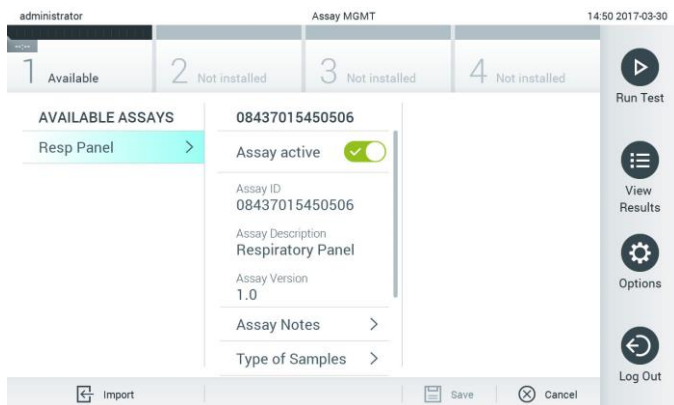 administrator
Assay MGMT
14:50 2017-03-30
--:--
1 Available
2 Not installed
3 Not installed
4 Not installed
Run Test
View
Results
Options
Log Out
AVAILABLE ASSAYS
Resp Panel
08437015450506
Assay active
Assay ID
08437015450506
Assay Description
Respiratory Panel
Assay Version
1.0
Assay Notes
Type of Samples
Import
Save
Cancel